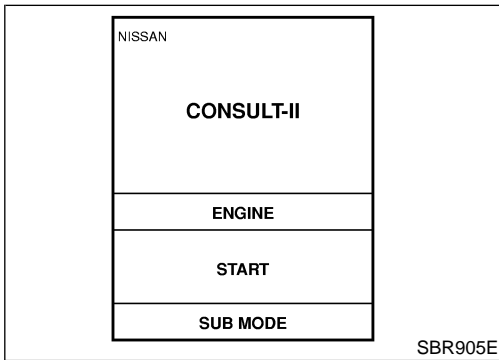 NISSAN
CONSULT-II
ENGINE
START
SUB MODE
SBR905E